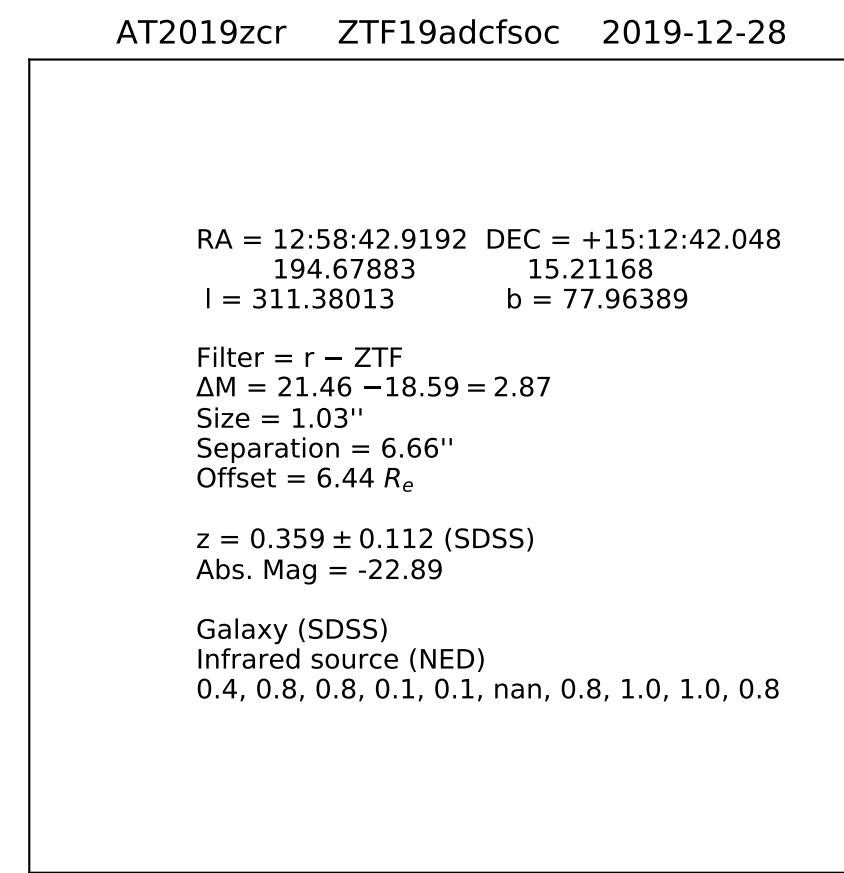 AT2019zcr ZTF19adcfsoc 2019-12-28
RA = 12:58:42.9192 DEC = +15:12:42.048
194.67883 15.21168
l = 311.38013 b = 77.96389
Filter = r − ZTF
ΔM = 21.46 −18.59 = 2.87
Size = 1.03''
Separation = 6.66''
Offset = 6.44 Rₑ
z = 0.359 ± 0.112 (SDSS)
Abs. Mag = -22.89
Galaxy (SDSS)
Infrared source (NED)
0.4, 0.8, 0.8, 0.1, 0.1, nan, 0.8, 1.0, 1.0, 0.8